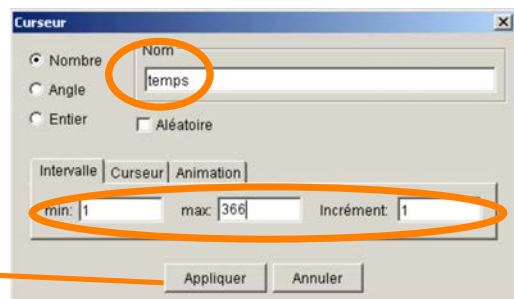 Curseur
Nombre
Nom
temps
Angle
Entier
Aléatoire
Intervalle Curseur Animation
min: 1 max: 366 Incrément: 1
Appliquer Annuler